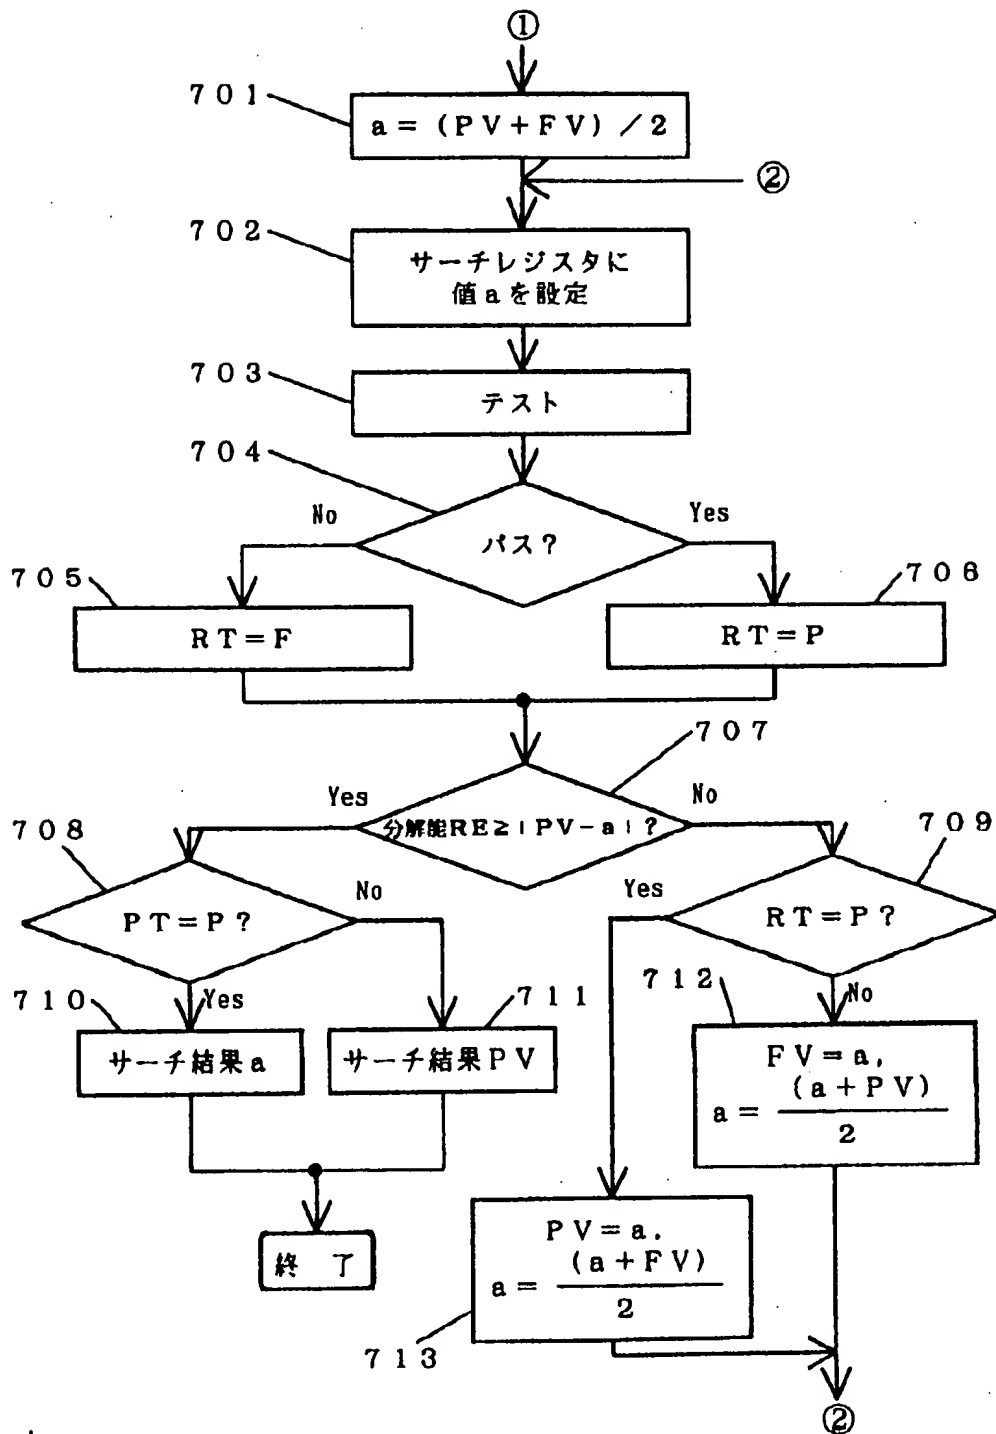 ①
701
a = (PV+FV)/2
②
702
サーチレジスタに
値aを設定
703
テスト
704
No
Yes
パス?
705
706
RT=F
RT=P
707
Yes
No
分解能RE≥|PV-a|?
708
709
No
Yes
PT=P?
RT=P?
710
Yes
711
712
No
サーチ結果a
サーチ結果PV
FV=a,
a = (a+PV)/2
PV=a,
a = (a+FV)/2
終 了
713
②